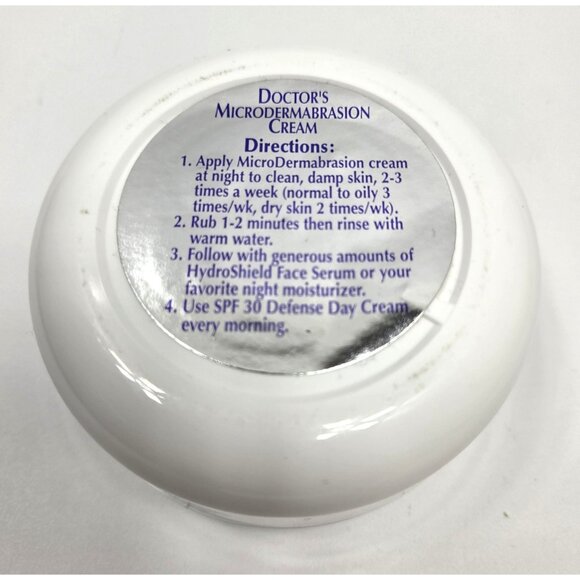 DOCTOR'S
MICRODERMABRASION
CREAM
Directions:
1. Apply MicroDermabrasion cream
at night to clean, damp skin, 2-3
times a week (normal to oily 3
times/wk, dry skin 2 times/wk).
2. Rub 1-2 minutes then rinse with
warm water.
3. Follow with generous amounts of
HydroShield Face Serum or your
favorite night moisturizer.
4. Use SPF 30 Defense Day Cream
every morning.